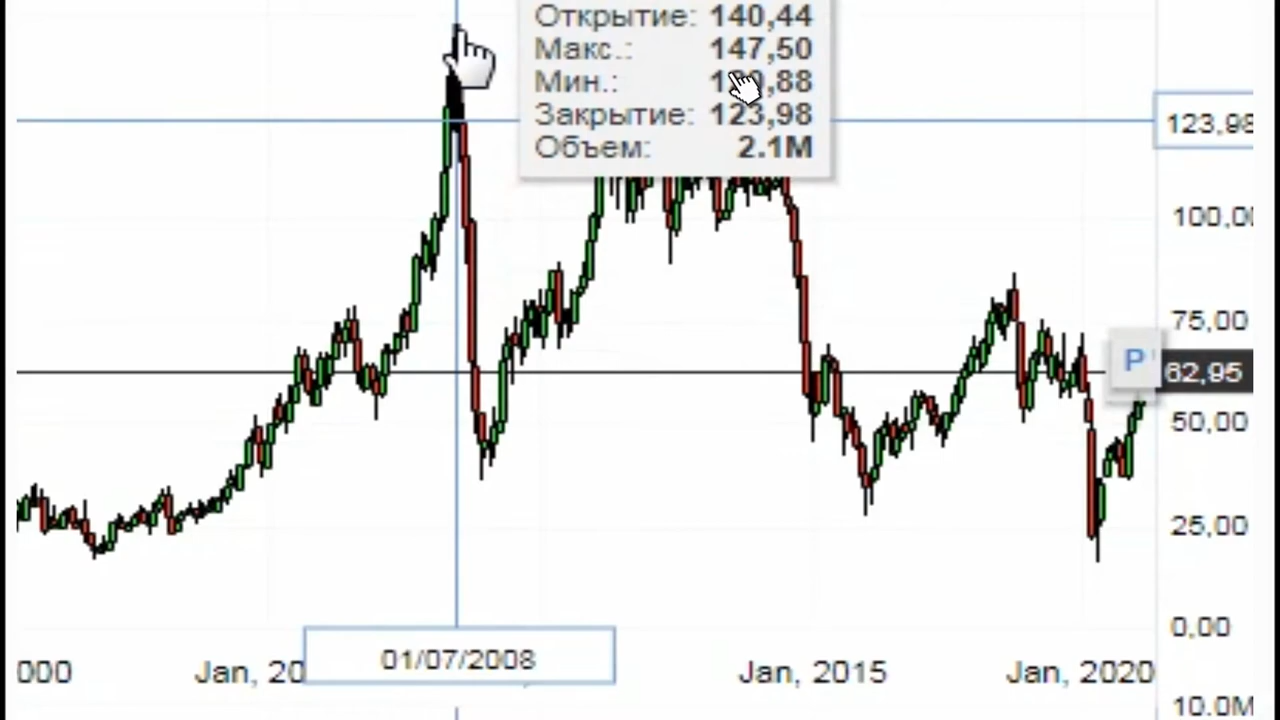 Открытие: 140,44
Макс.: 147,50
Мин.:
Закрытие: 123,98
Объем: 2.1M
123,98
100,00
75,00
P
62,95
50,00
25,00
0,00
01/07/2008
000 Jan, 20 Jan, 2015 Jan, 2020
10.0M